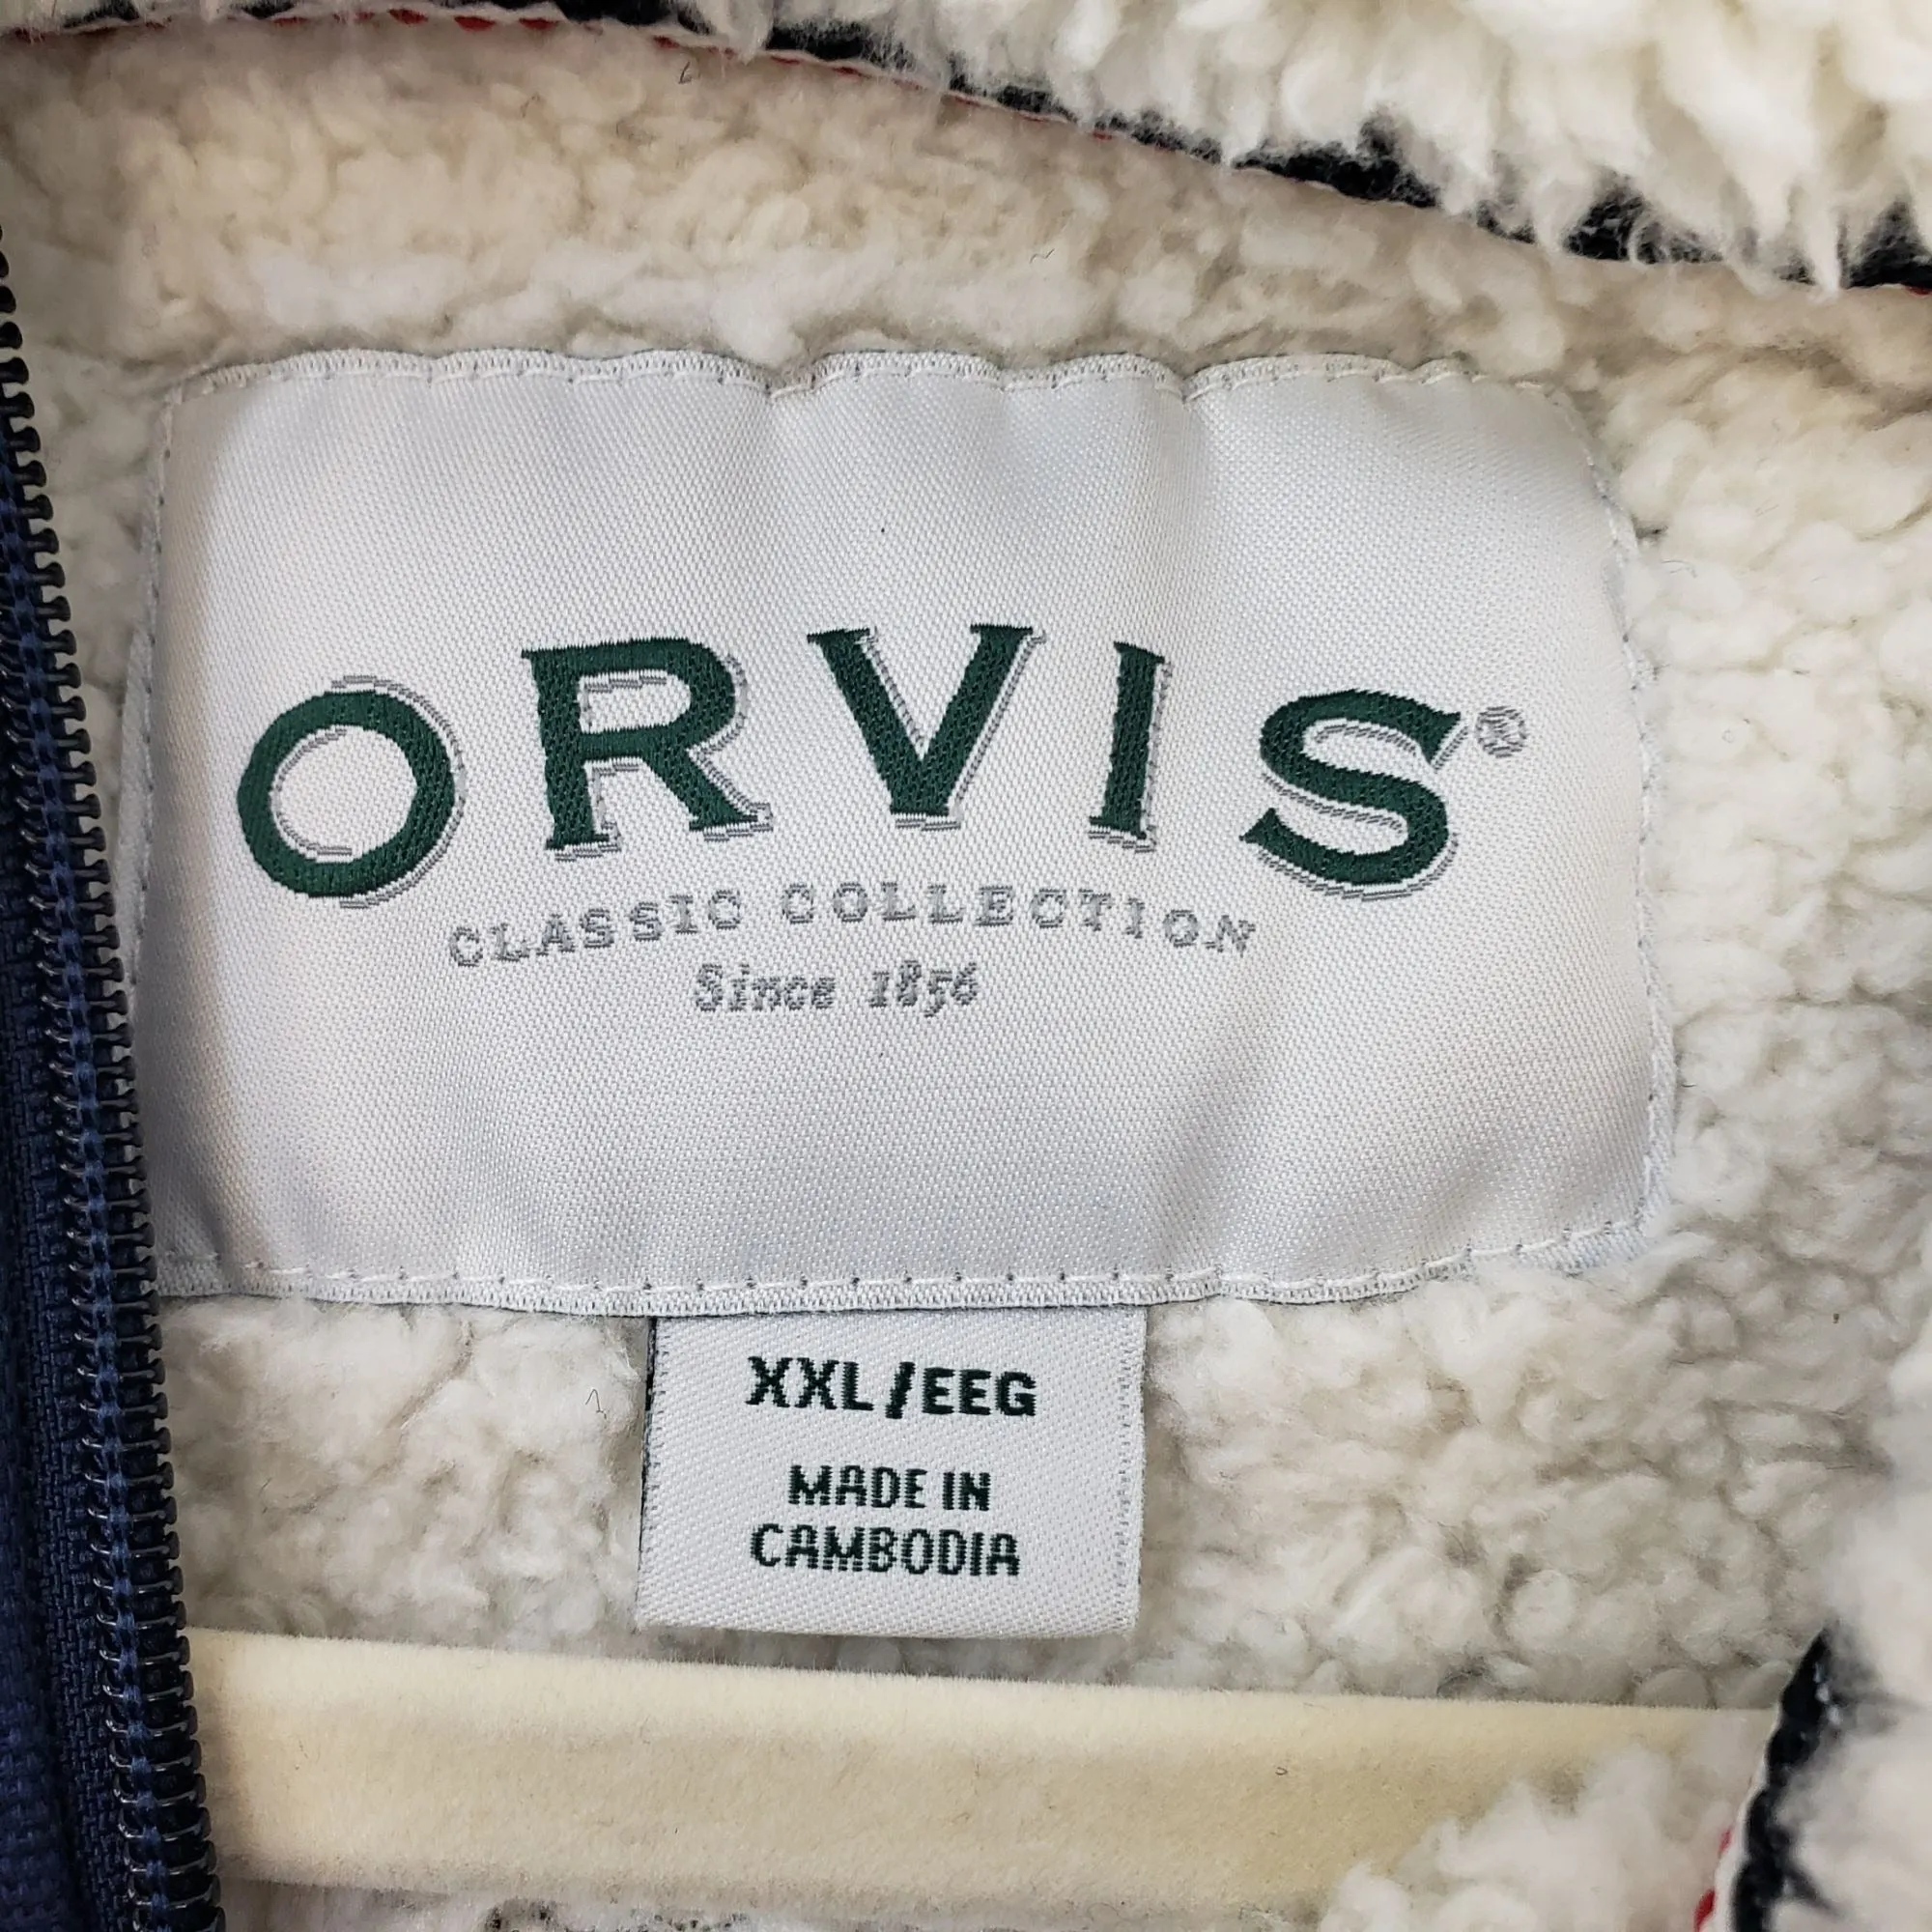 ORVIS®
CLASSIC COLLECTION
Since 1856
XXL/EEG
MADE IN
CAMBODIA